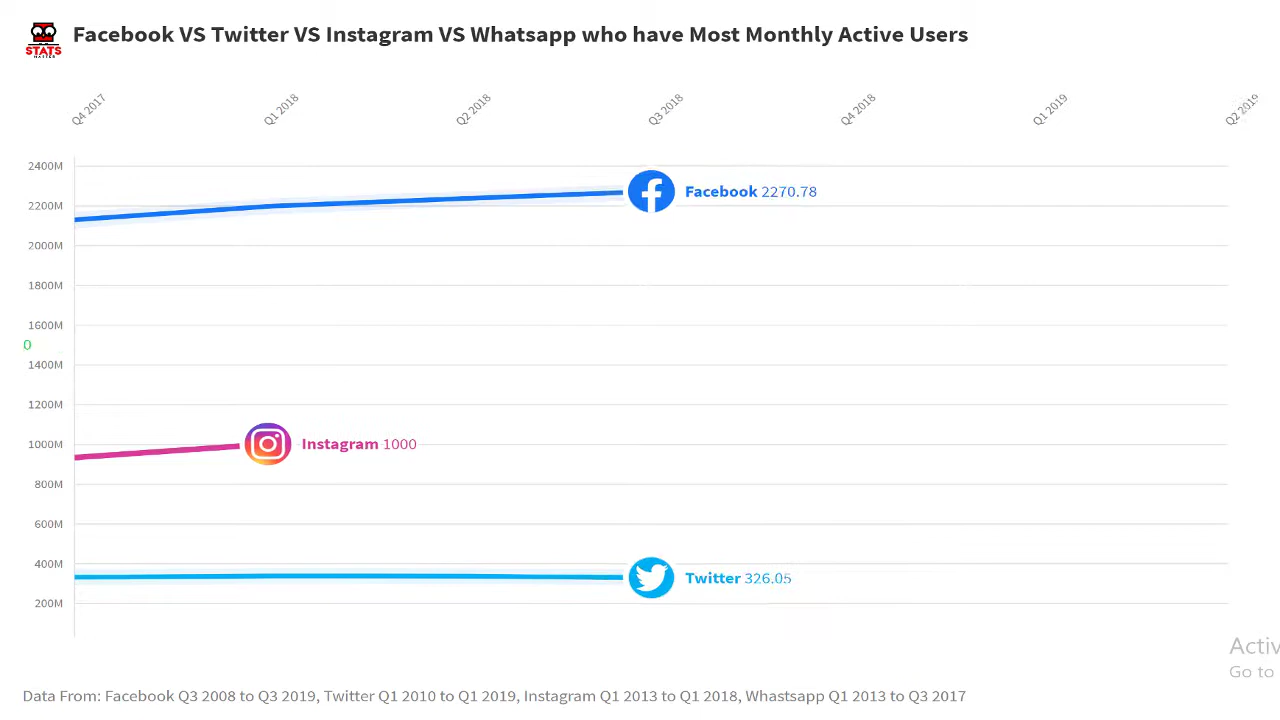 Facebook VS Twitter VS Instagram VS Whatsapp who have Most Monthly Active Users
STATS
MASTER
Q4 2017
Q1 2018
Q2 2018
Q3 2018
Q4 2018
Q1 2019
Q2 2019
2400M
2200M
2000M
1800M
1600M
1400M
1200M
1000M
800M
600M
400M
200M
Facebook 2270.78
0
Instagram 1000
Twitter 326.05
Activ
Go to
Data From: Facebook Q3 2008 to Q3 2019, Twitter Q1 2010 to Q1 2019, Instagram Q1 2013 to Q1 2018, Whastsapp Q1 2013 to Q3 2017